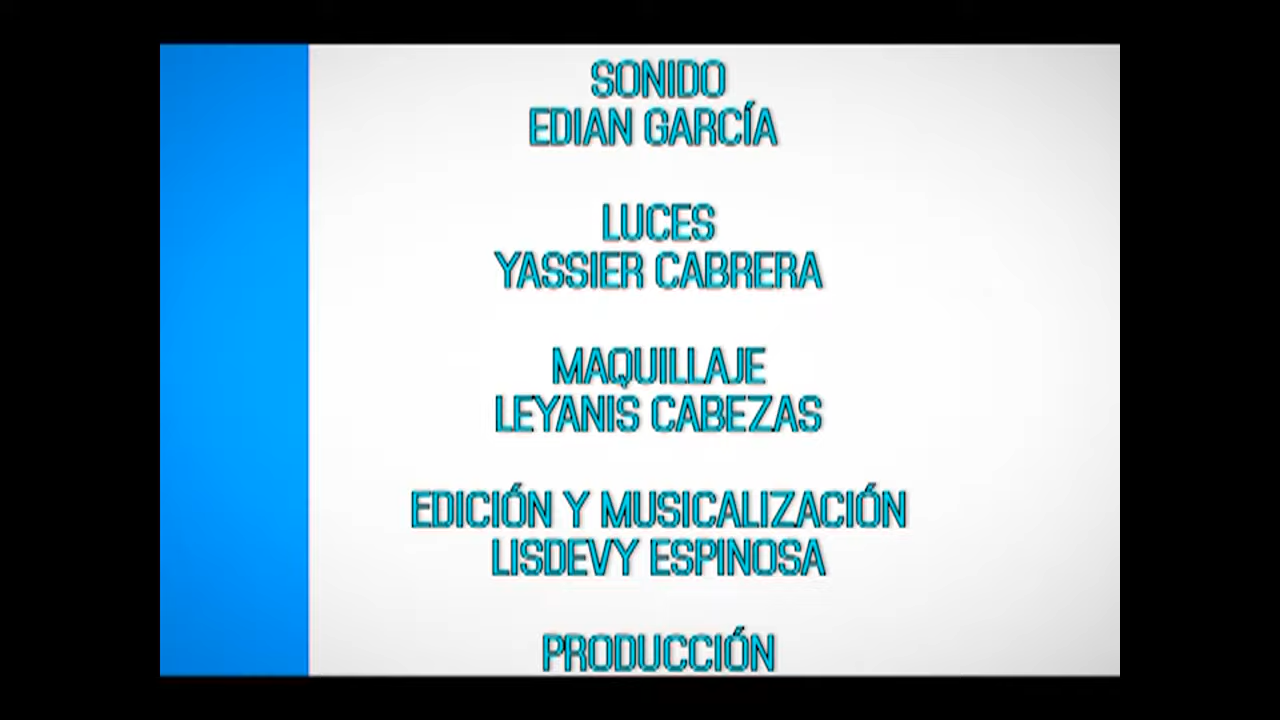 SONIDO
EDIAN GARCÍA
LUCES
YASSIER CABRERA
MAQUILLAJE
LEYANIS CABEZAS
EDICIÓN Y MUSICALIZACIÓN
LISDEVY ESPINOSA
PRODUCCIÓN